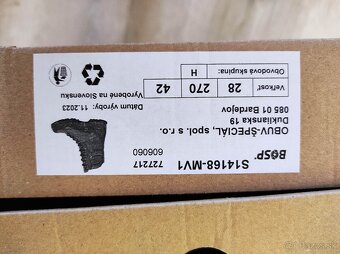 BOSP
S14168-MV1
727217
606060
OBUV-ŠPECIÁL, spol. s r.o.
Duklianska 19
085 01 Bardejov
Dátum výroby: 11.2023
Vyrobené na Slovensku
Veľkosť
28
270
42
Obvodová skupina:
H